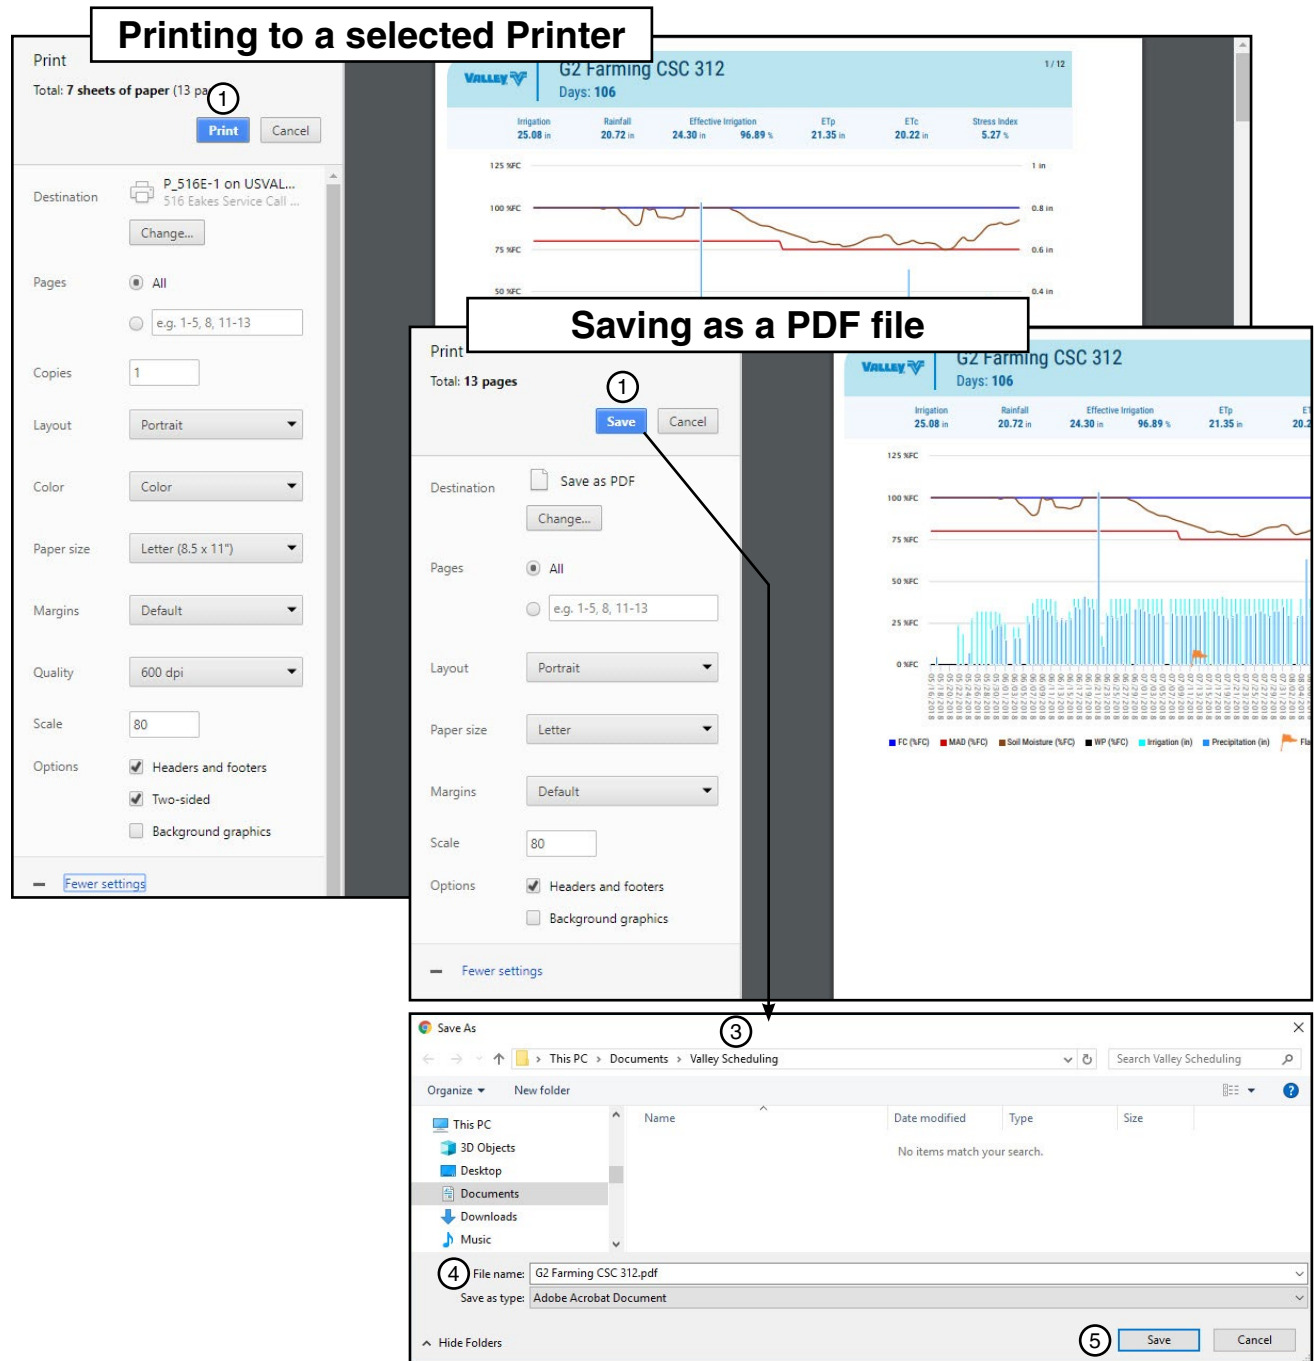 Printing to a selected Printer
Print
Total: 7 sheets of paper (13 pa
1
Print Cancel
Destination P_516E-1 on USVAL...
516 Eakes Service Call ...
Change...
Pages All
e.g. 1-5, 8, 11-13
Copies 1
Layout Portrait
Color Color
Paper size Letter (8.5 x 11")
Margins Default
Quality 600 dpi
Scale 80
Options Headers and footers
Two-sided
Background graphics
Fewer settings
VALLEY G2 Farming CSC 312 1 / 12
Days: 106
Irrigation Rainfall Effective Irrigation ETp ETc Stress Index
25.08 in 20.72 in 24.30 in 96.89 % 21.35 in 20.22 in 5.27 %
125 %FC 1 in
100 %FC 0.8 in
75 %FC 0.6 in
50 %FC 0.4 in
Saving as a PDF file
Print
Total: 13 pages
1
Save Cancel
Destination Save as PDF
Change...
Pages All
e.g. 1-5, 8, 11-13
Layout Portrait
Paper size Letter
Margins Default
Scale 80
Options Headers and footers
Background graphics
Fewer settings
VALLEY G2 Farming CSC 312
Days: 106
Irrigation Rainfall Effective Irrigation ETp ET
25.08 in 20.72 in 24.30 in 96.89 % 21.35 in 20.2
125 %FC
100 %FC
75 %FC
50 %FC
25 %FC
0 %FC
FC (%FC) MAD (%FC) Soil Moisture (%FC) WP (%FC) Irrigation (in) Precipitation (in) Fla
Save As 3
This PC > Documents > Valley Scheduling Search Valley Scheduling
Organize New folder
Name Date modified Type Size
No items match your search.
This PC
3D Objects
Desktop
Documents
Downloads
Music
4 File name: G2 Farming CSC 312.pdf
Save as type: Adobe Acrobat Document
Hide Folders 5 Save Cancel